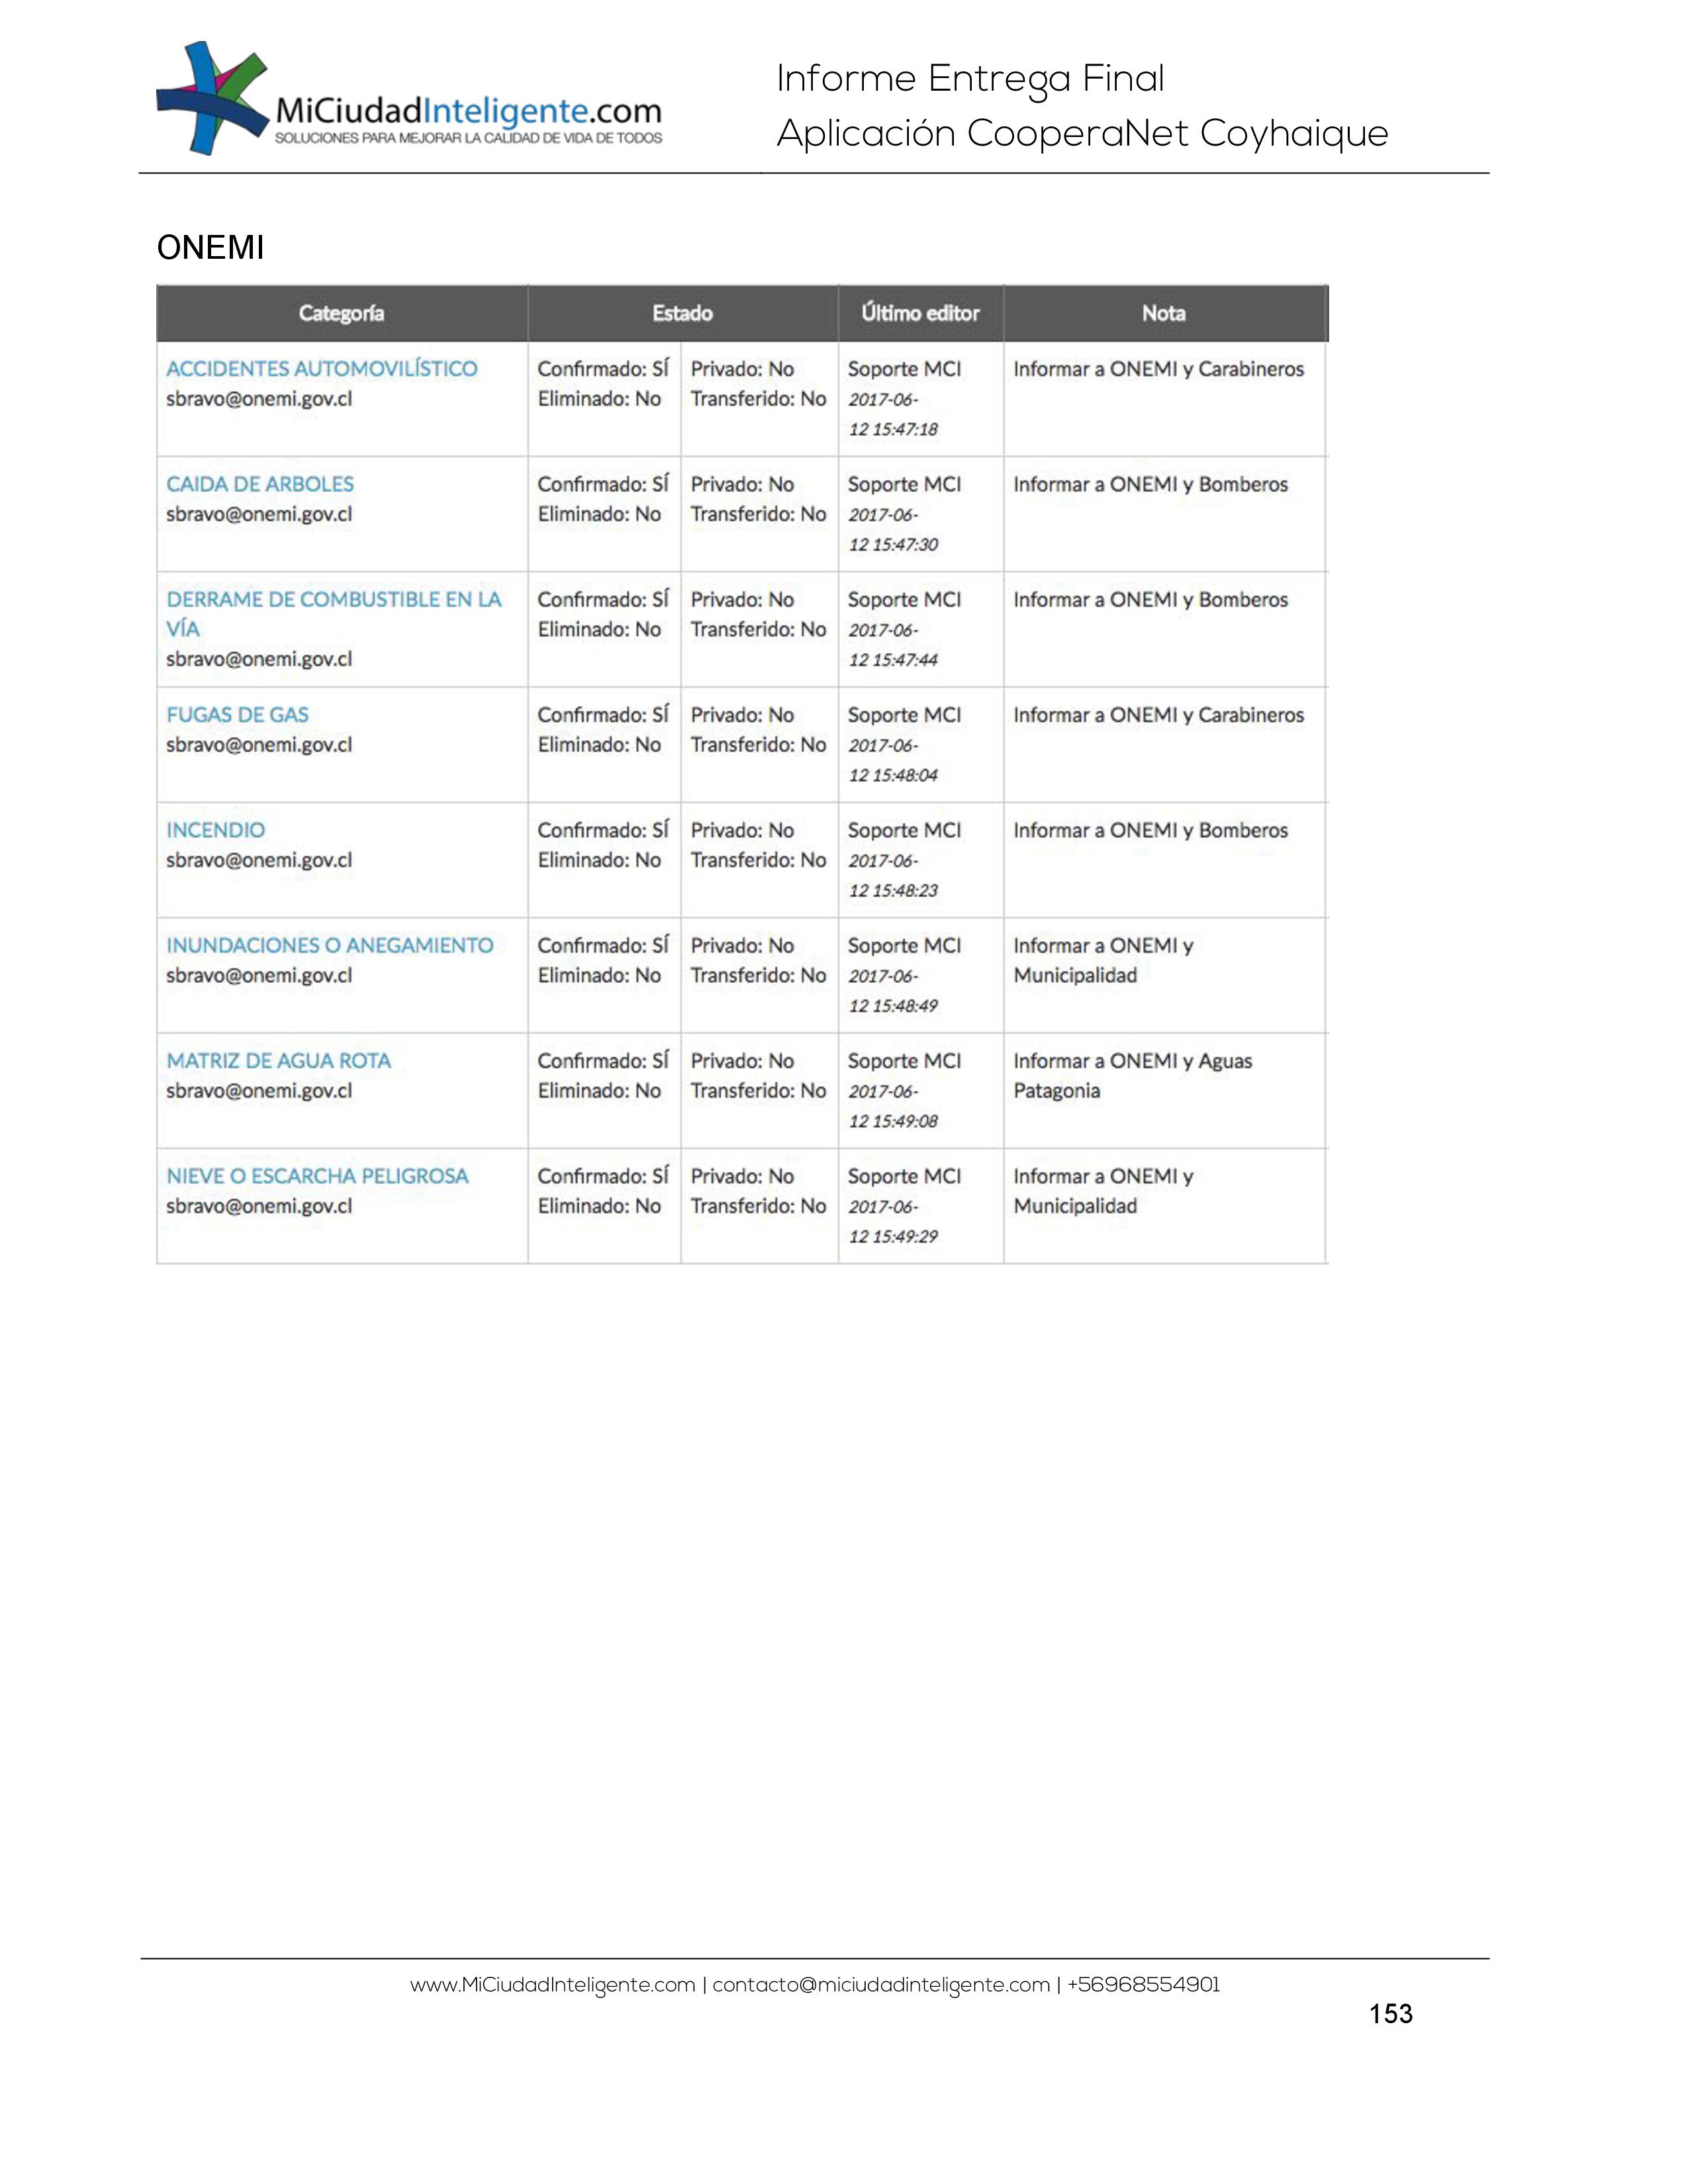 MiCiudadInteligente.com
SOLUCIONES PARA MEJORAR LA CALIDAD DE VIDA DE TODOS
Informe Entrega Final
Aplicación CooperaNet Coyhaique
ONEMI
Categoría Estado Último editor Nota
ACCIDENTES AUTOMOVILÍSTICO Confirmado: SÍ Privado: No Soporte MCI Informar a ONEMI y Carabineros
sbravo@onemi.gov.cl Eliminado: No Transferido: No 2017-06-
12 15:47:18
CAIDA DE ARBOLES Confirmado: SÍ Privado: No Soporte MCI Informar a ONEMI y Bomberos
sbravo@onemi.gov.cl Eliminado: No Transferido: No 2017-06-
12 15:47:30
DERRAME DE COMBUSTIBLE EN LA Confirmado: SÍ Privado: No Soporte MCI Informar a ONEMI y Bomberos
VÍA Eliminado: No Transferido: No 2017-06-
sbravo@onemi.gov.cl 12 15:47:44
FUGAS DE GAS Confirmado: SÍ Privado: No Soporte MCI Informar a ONEMI y Carabineros
sbravo@onemi.gov.cl Eliminado: No Transferido: No 2017-06-
12 15:48:04
INCENDIO Confirmado: SÍ Privado: No Soporte MCI Informar a ONEMI y Bomberos
sbravo@onemi.gov.cl Eliminado: No Transferido: No 2017-06-
12 15:48:23
INUNDACIONES O ANEGAMIENTO Confirmado: SÍ Privado: No Soporte MCI Informar a ONEMI y
sbravo@onemi.gov.cl Eliminado: No Transferido: No 2017-06- Municipalidad
12 15:48:49
MATRIZ DE AGUA ROTA Confirmado: SÍ Privado: No Soporte MCI Informar a ONEMI y Aguas
sbravo@onemi.gov.cl Eliminado: No Transferido: No 2017-06- Patagonia
12 15:49:08
NIEVE O ESCARCHA PELIGROSA Confirmado: SÍ Privado: No Soporte MCI Informar a ONEMI y
sbravo@onemi.gov.cl Eliminado: No Transferido: No 2017-06- Municipalidad
12 15:49:29
www.MiCiudadInteligente.com | contacto@miciudadinteligente.com | +56968554901
153